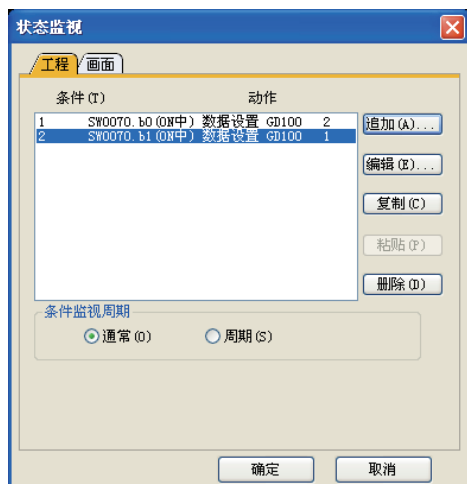 状态监视
工程 画面
条件(T) 动作
1 SW0070.b0(ON中) 数据设置 GD100 2
2 SW0070.b1(ON中) 数据设置 GD100 1
追加(A)...
编辑(E)...
复制(C)
粘贴(P)
删除(D)
条件监视周期
通常(O) 周期(S)
确定 取消